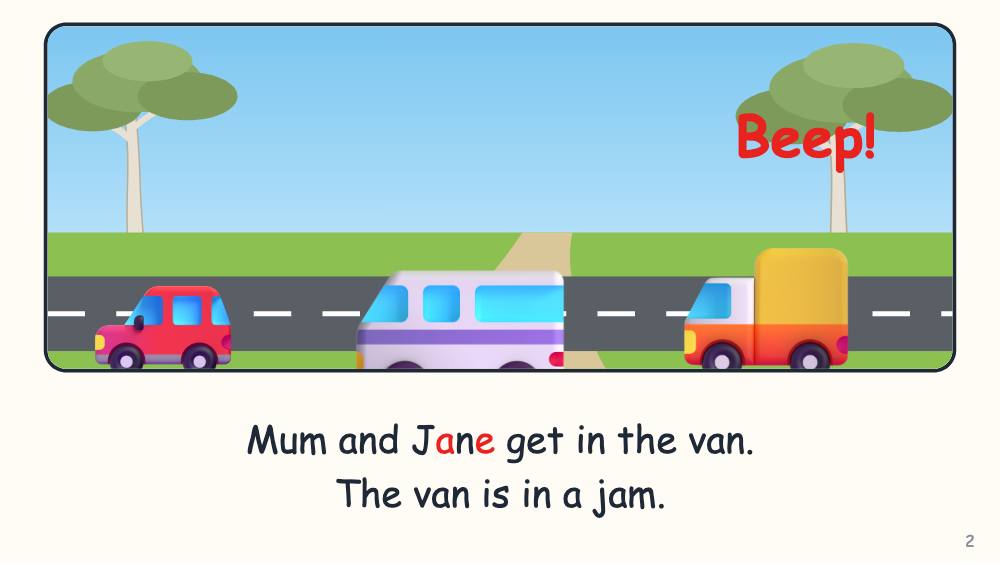 Beep!
Mum and Jane get in the van.
The van is in a jam.
2